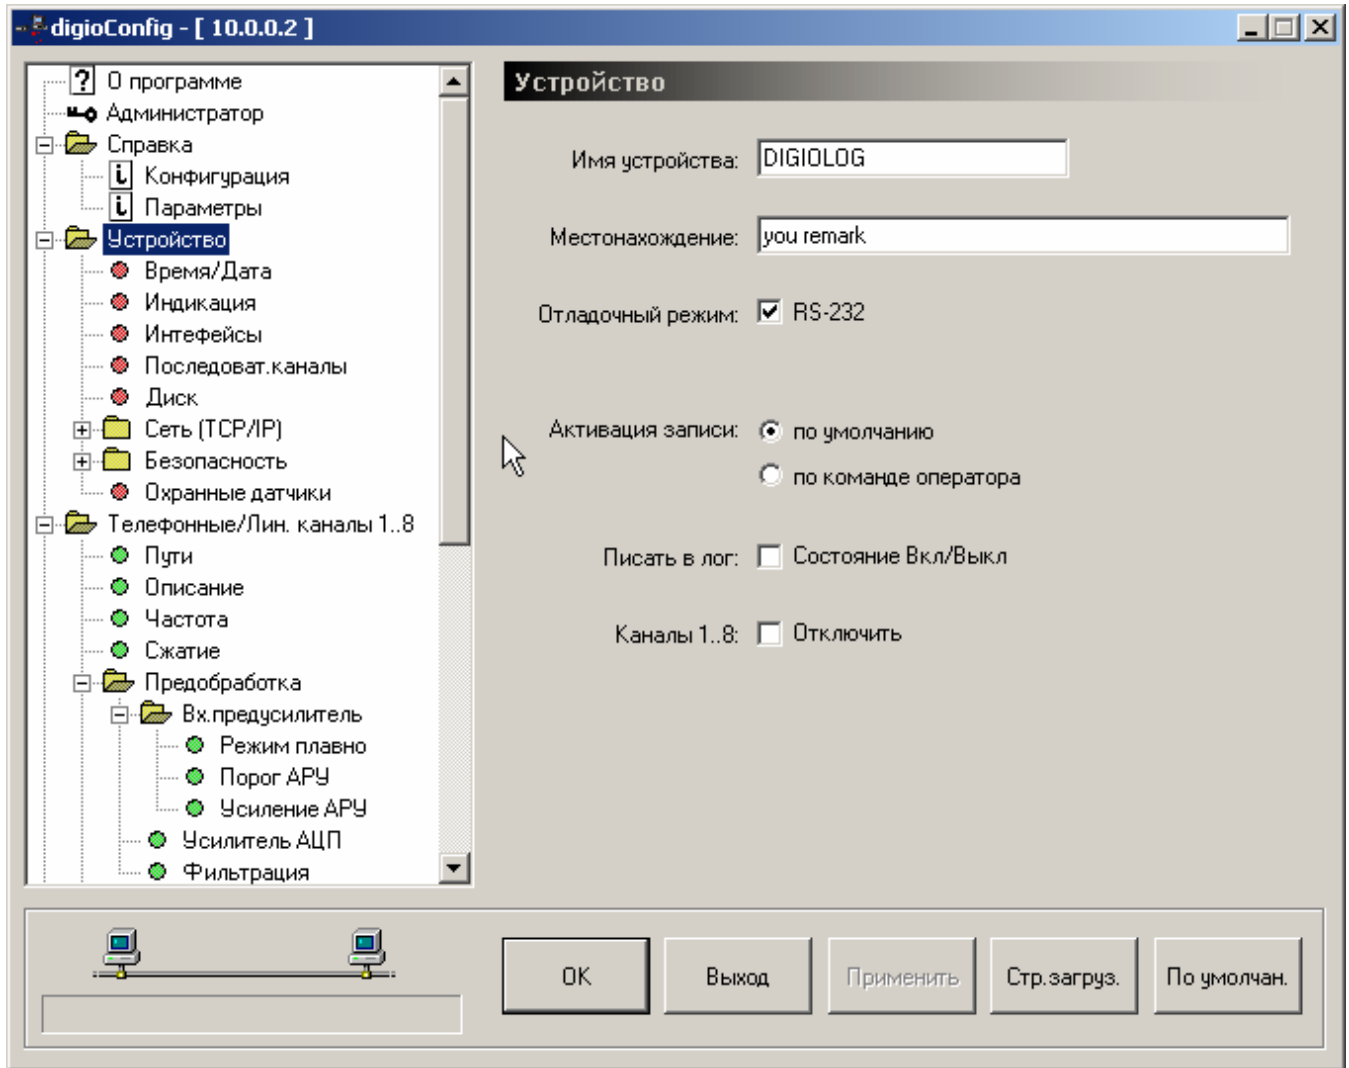 digioConfig - [ 10.0.0.2 ]
О программе
Администратор
Справка
Конфигурация
Параметры
Устройство
Время/Дата
Индикация
Интефейсы
Последоват.каналы
Диск
Сеть (TCP/IP)
Безопасность
Охранные датчики
Телефонные/Лин. каналы 1..8
Пути
Описание
Частота
Сжатие
Предобработка
Вх.предусилитель
Режим плавно
Порог АРУ
Усиление АРУ
Усилитель АЦП
Фильтрация
Устройство
Имя устройства: DIGIOLOG
Местонахождение: you remark
Отладочный режим: RS-232
Активация записи: по умолчанию
по команде оператора
Писать в лог: Состояние Вкл/Выкл
Каналы 1..8: Отключить
OK Выход Применить Стр.загруз. По умолчан.